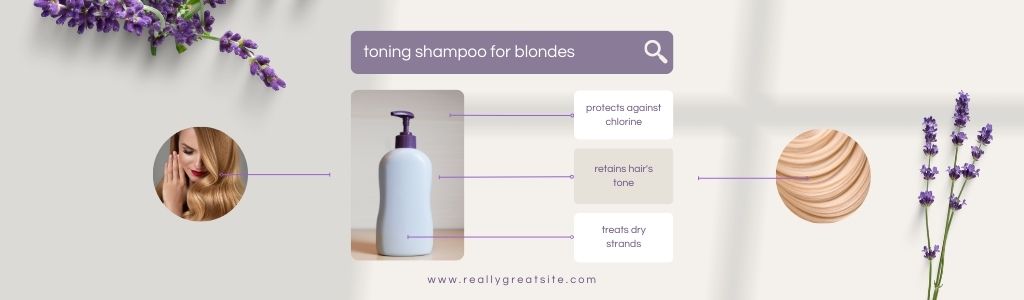 toning shampoo for blondes
protects against
chlorine
retains hair's
tone
treats dry
strands
www.reallygreatsite.com